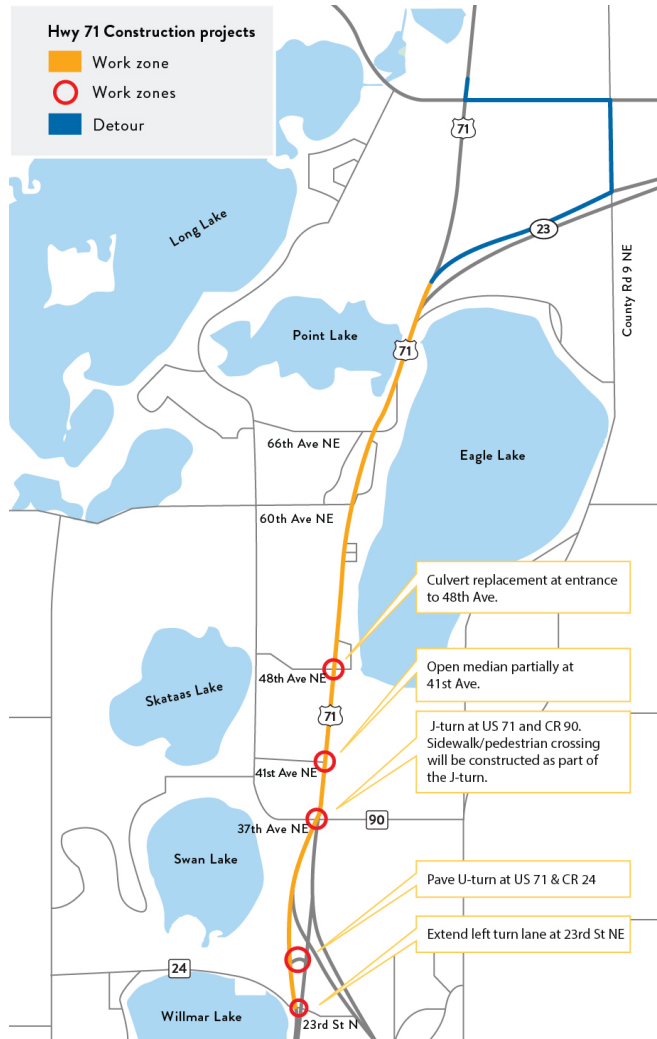 Hwy 71 Construction projects
Work zone
Work zones
Detour
71
Long Lake
23
County Rd 9 NE
Point Lake
71
66th Ave NE
Eagle Lake
60th Ave NE
Culvert replacement at entrance
to 48th Ave.
48th Ave NE
Open median partially at
41st Ave.
Skataas Lake
71
J-turn at US 71 and CR 90.
Sidewalk/pedestrian crossing
will be constructed as part of
the J-turn.
41st Ave NE
37th Ave NE
90
Swan Lake
Pave U-turn at US 71 & CR 24
Extend left turn lane at 23rd St NE
24
Willmar Lake
23rd St N